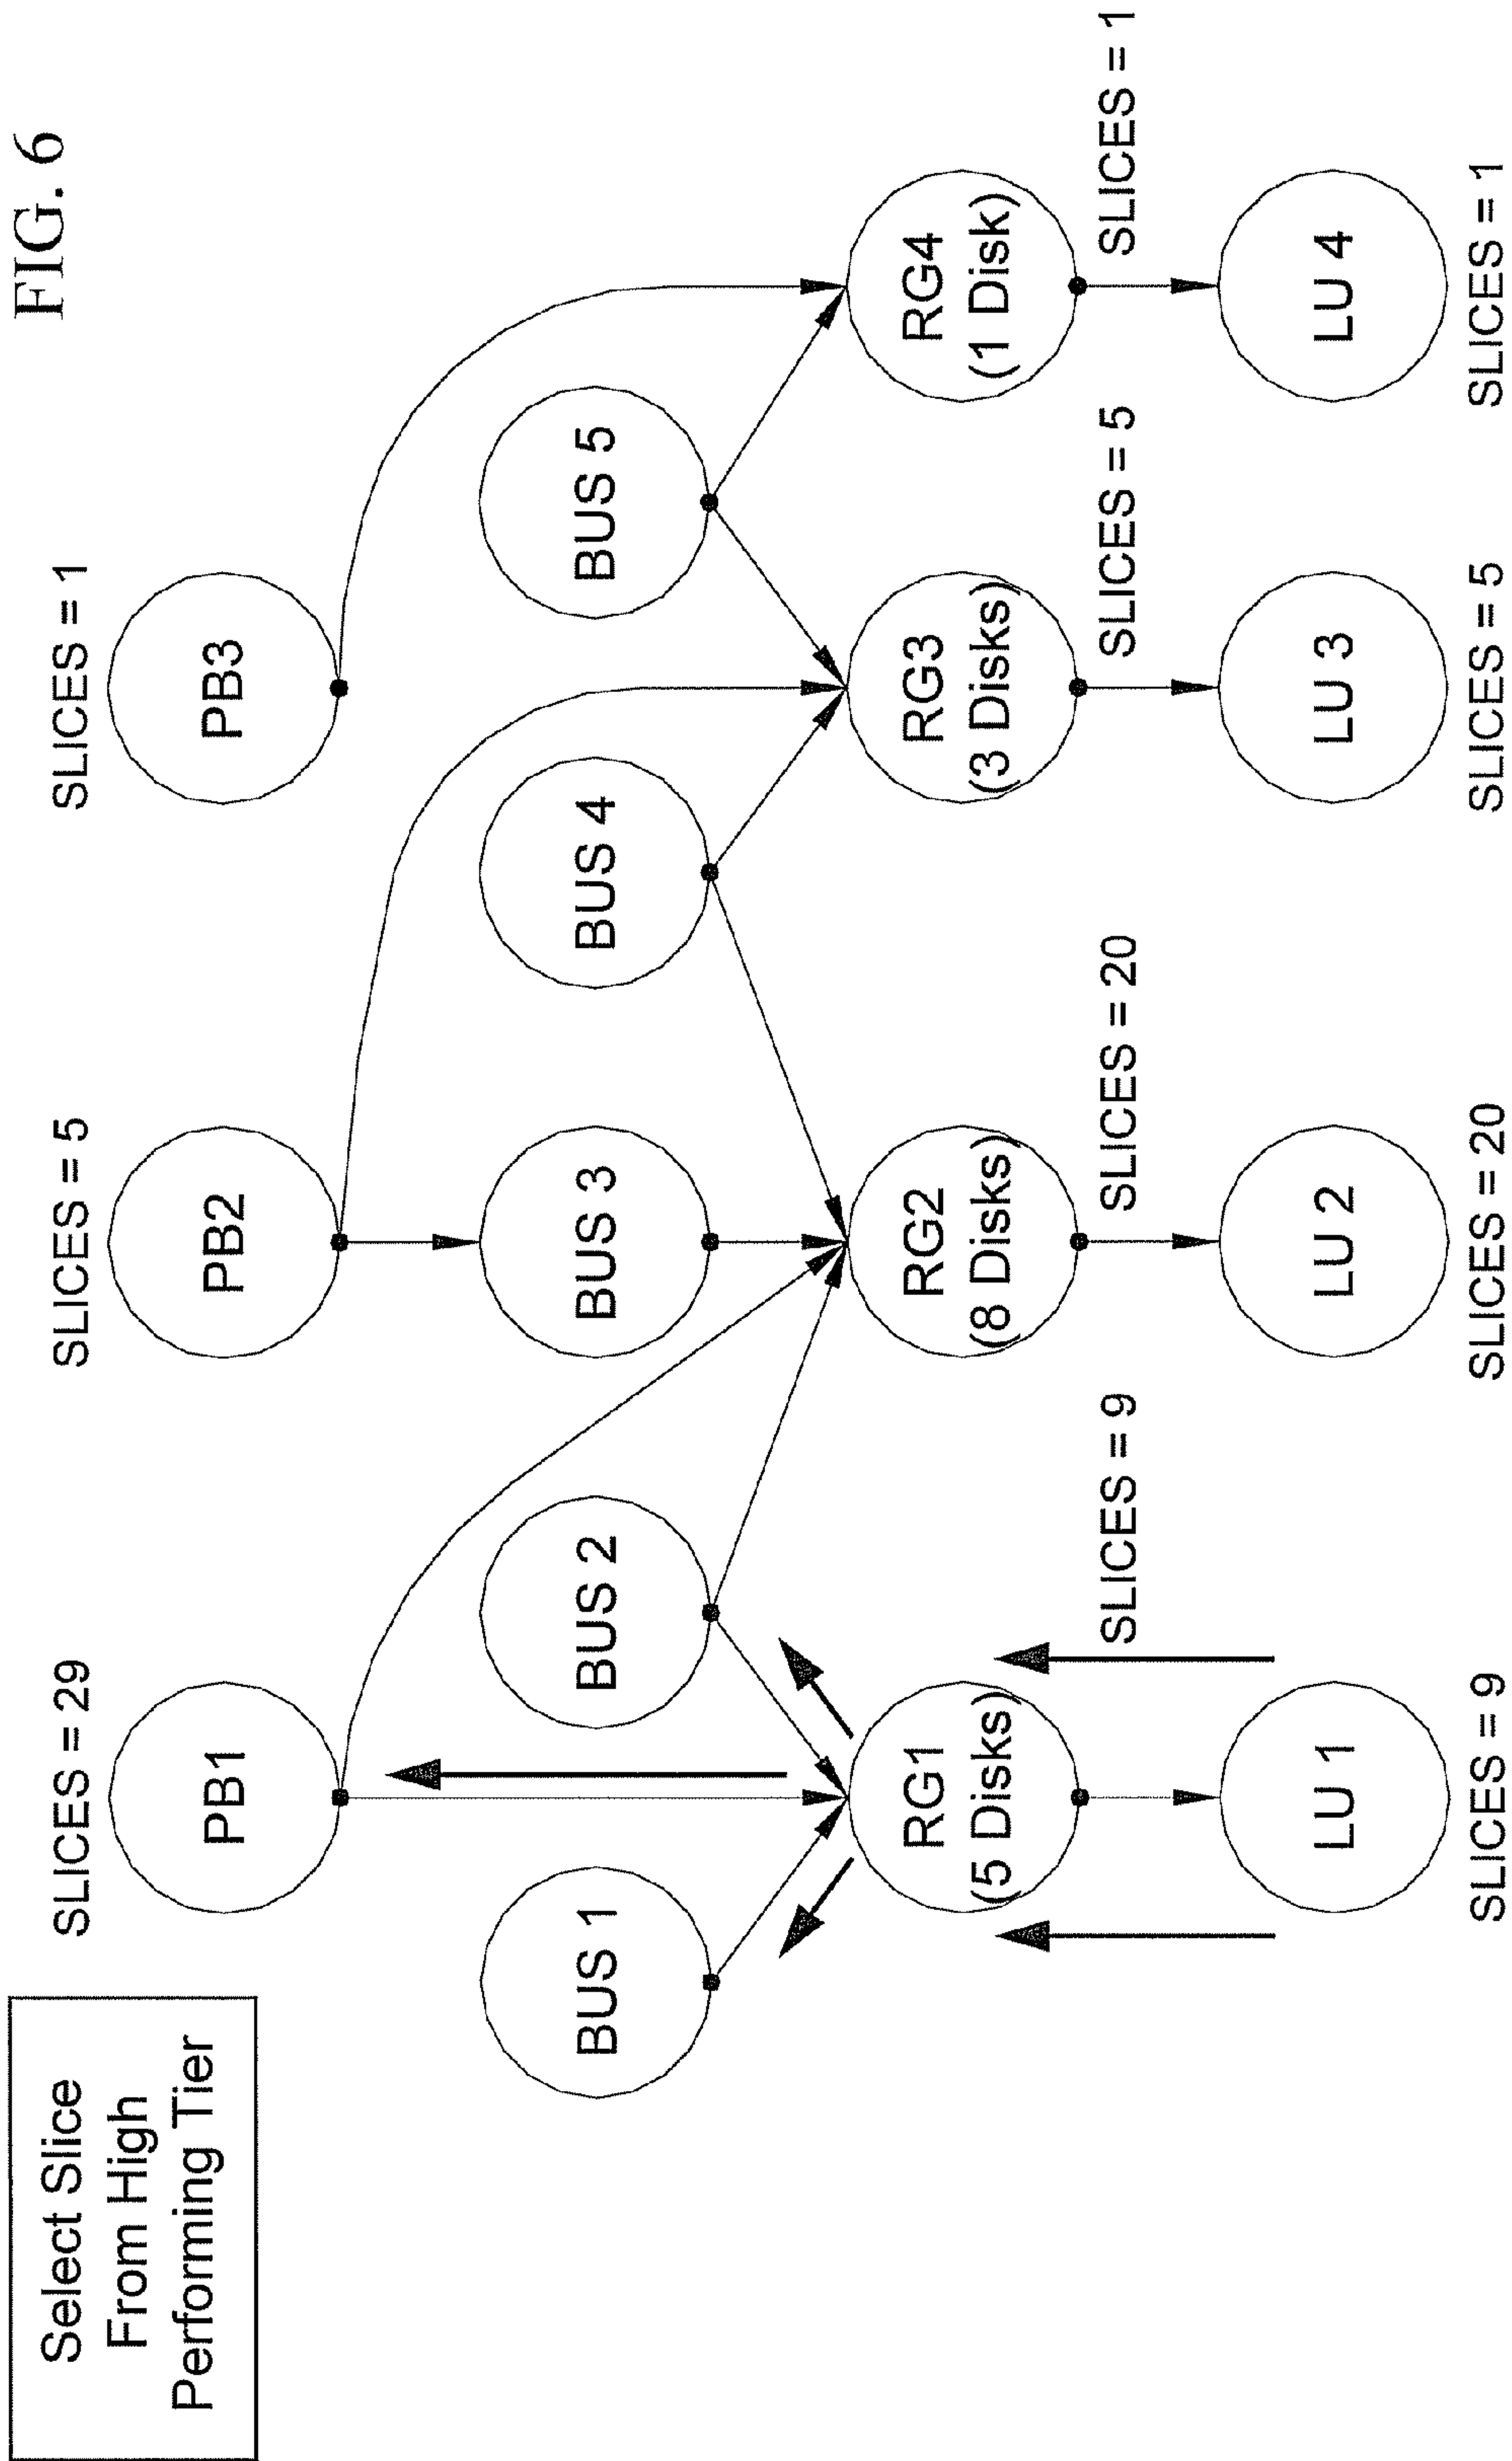 FIG. 6
Select Slice
From High
Performing Tier
SLICES = 29
SLICES = 5
SLICES = 1
PB1
PB2
PB3
BUS 1
BUS 2
BUS 3
BUS 4
BUS 5
RG1
(5 Disks)
RG2
(8 Disks)
RG3
(3 Disks)
RG4
(1 Disk)
SLICES = 9
SLICES = 20
SLICES = 5
SLICES = 1
LU 1
LU 2
LU 3
LU 4
SLICES = 9
SLICES = 20
SLICES = 5
SLICES = 1